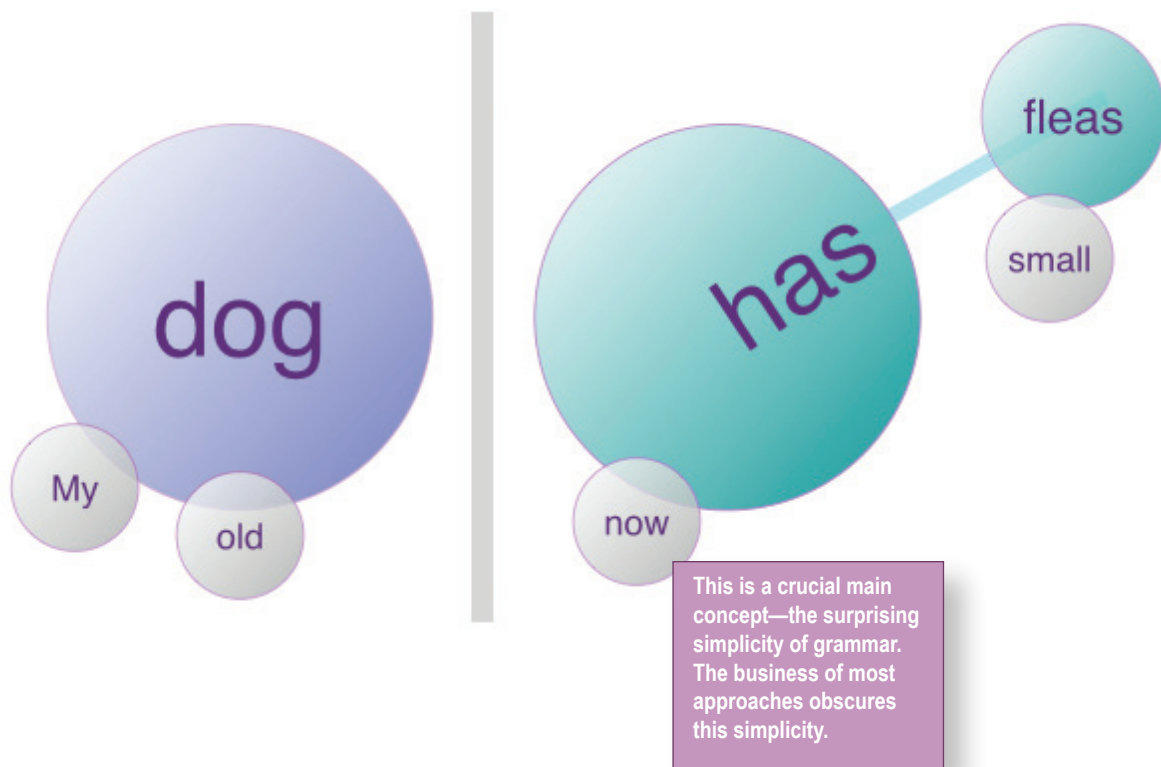 dog
My
old
has
now
fleas
small
This is a crucial main
concept—the surprising
simplicity of grammar.
The business of most
approaches obscures
this simplicity.